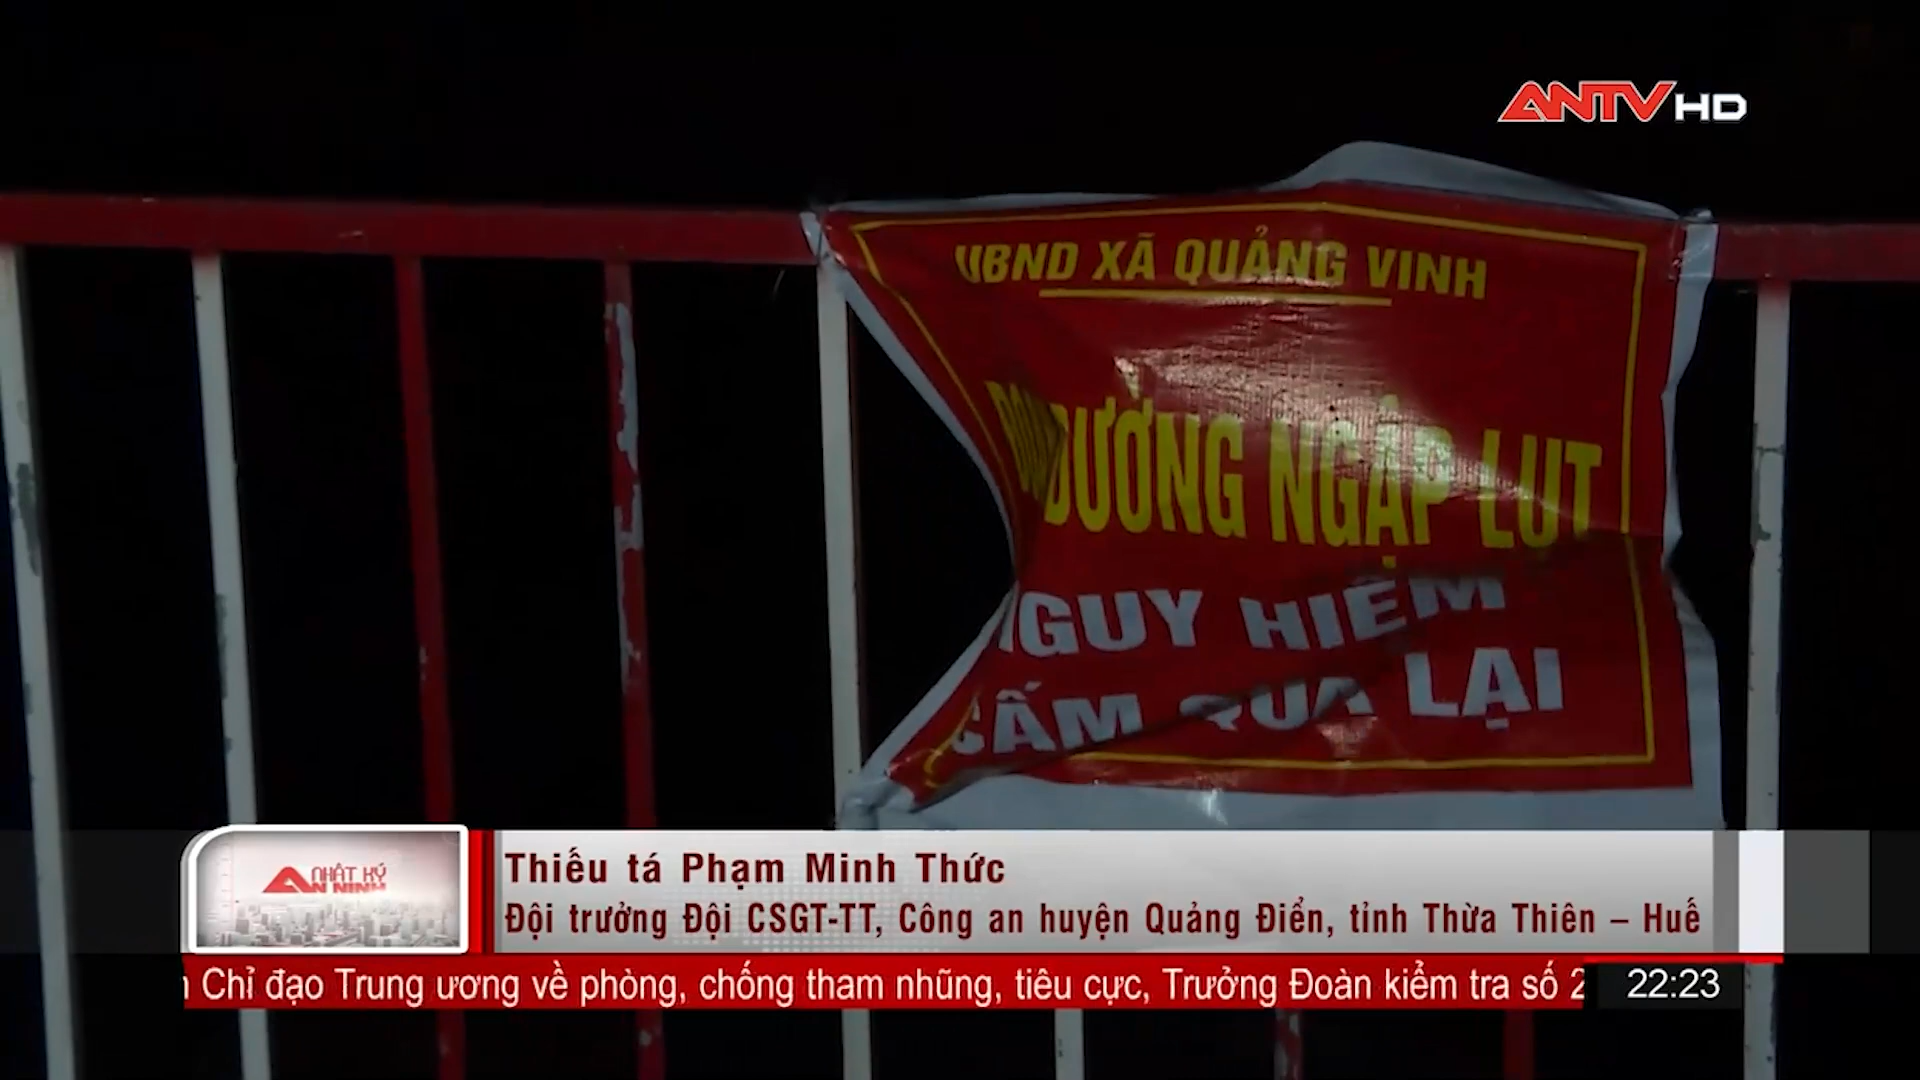 ANTV HD
UBND XÃ QUẢNG VINH
ĐOẠN ĐƯỜNG NGẬP LỤT
NGUY HIỂM
CẤM QUA LẠI
NHẬT KÝ
AN NINH
Thiếu tá Phạm Minh Thức
Đội trưởng Đội CSGT-TT, Công an huyện Quảng Điền, tỉnh Thừa Thiên – Huế
Chỉ đạo Trung ương về phòng, chống tham nhũng, tiêu cực, Trưởng Đoàn kiểm tra số 2
22:23